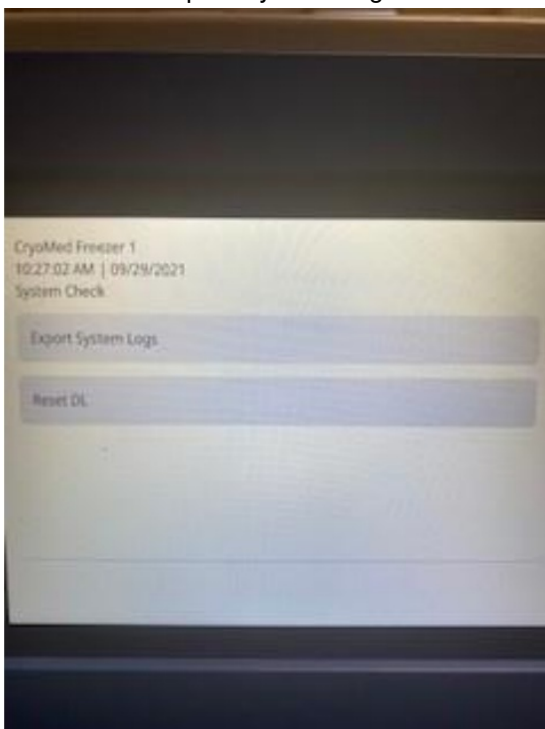 CryoMed Freezer 1
10:27:02 AM | 09/29/2021
System Check
Export System Logs
Reset DL